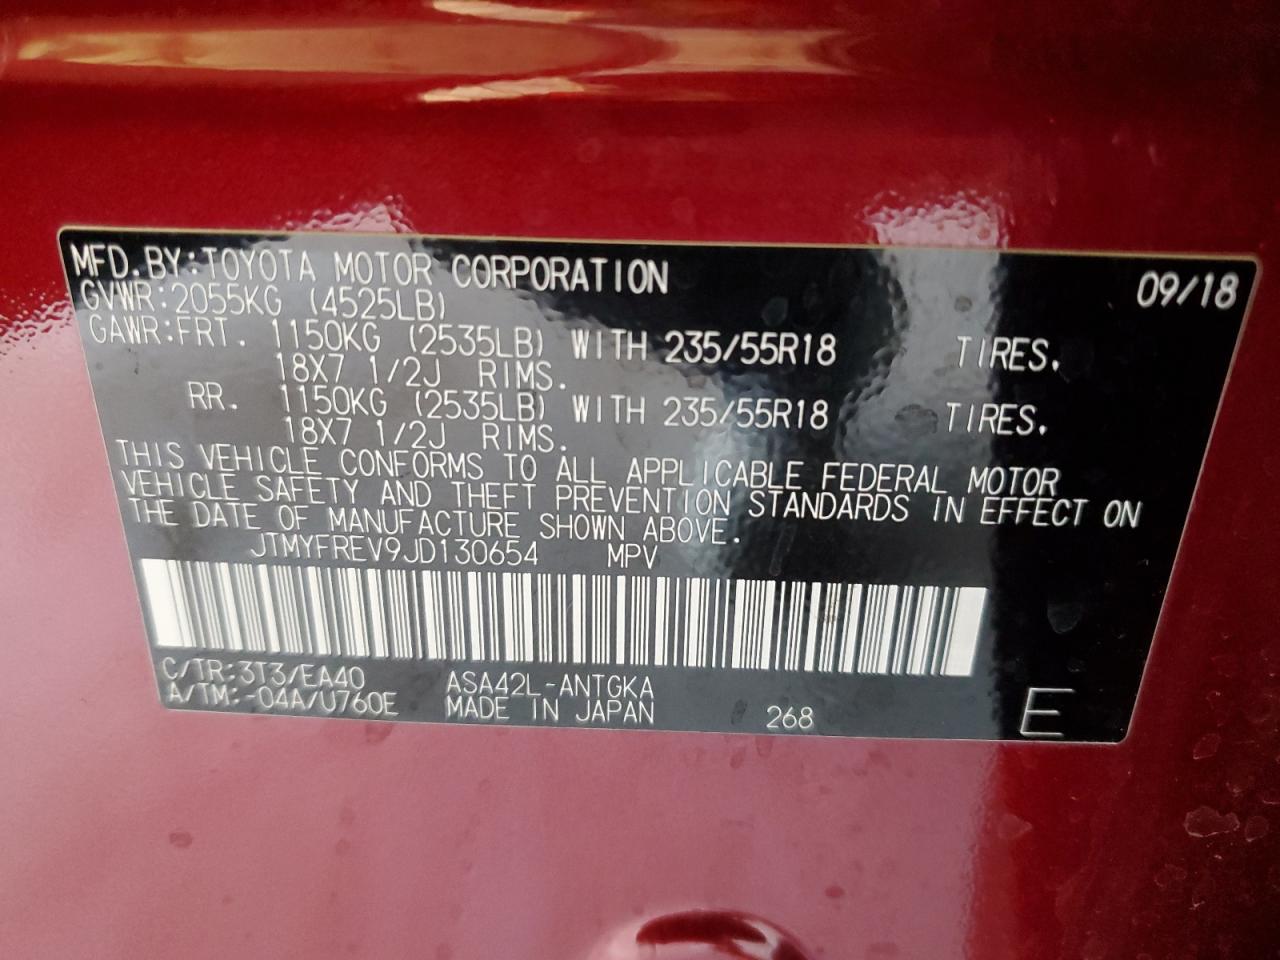 MFD. BY: TOYOTA MOTOR CORPORATION 09/18
GVWR: 2055KG (4525LB)
GAWR: FRT. 1150KG (2535LB) WITH 235/55R18 TIRES.
18X7 1/2J RIMS.
RR. 1150KG (2535LB) WITH 235/55R18 TIRES.
18X7 1/2J RIMS.
THIS VEHICLE CONFORMS TO ALL APPLICABLE FEDERAL MOTOR
VEHICLE SAFETY AND THEFT PREVENTION STANDARDS IN EFFECT ON
THE DATE OF MANUFACTURE SHOWN ABOVE.
JTMYFREV9JD130654 MPV
C/TR: 3T3/EA40 ASA42L-ANTGKA
A/TM: -04A/U760E MADE IN JAPAN 268 E